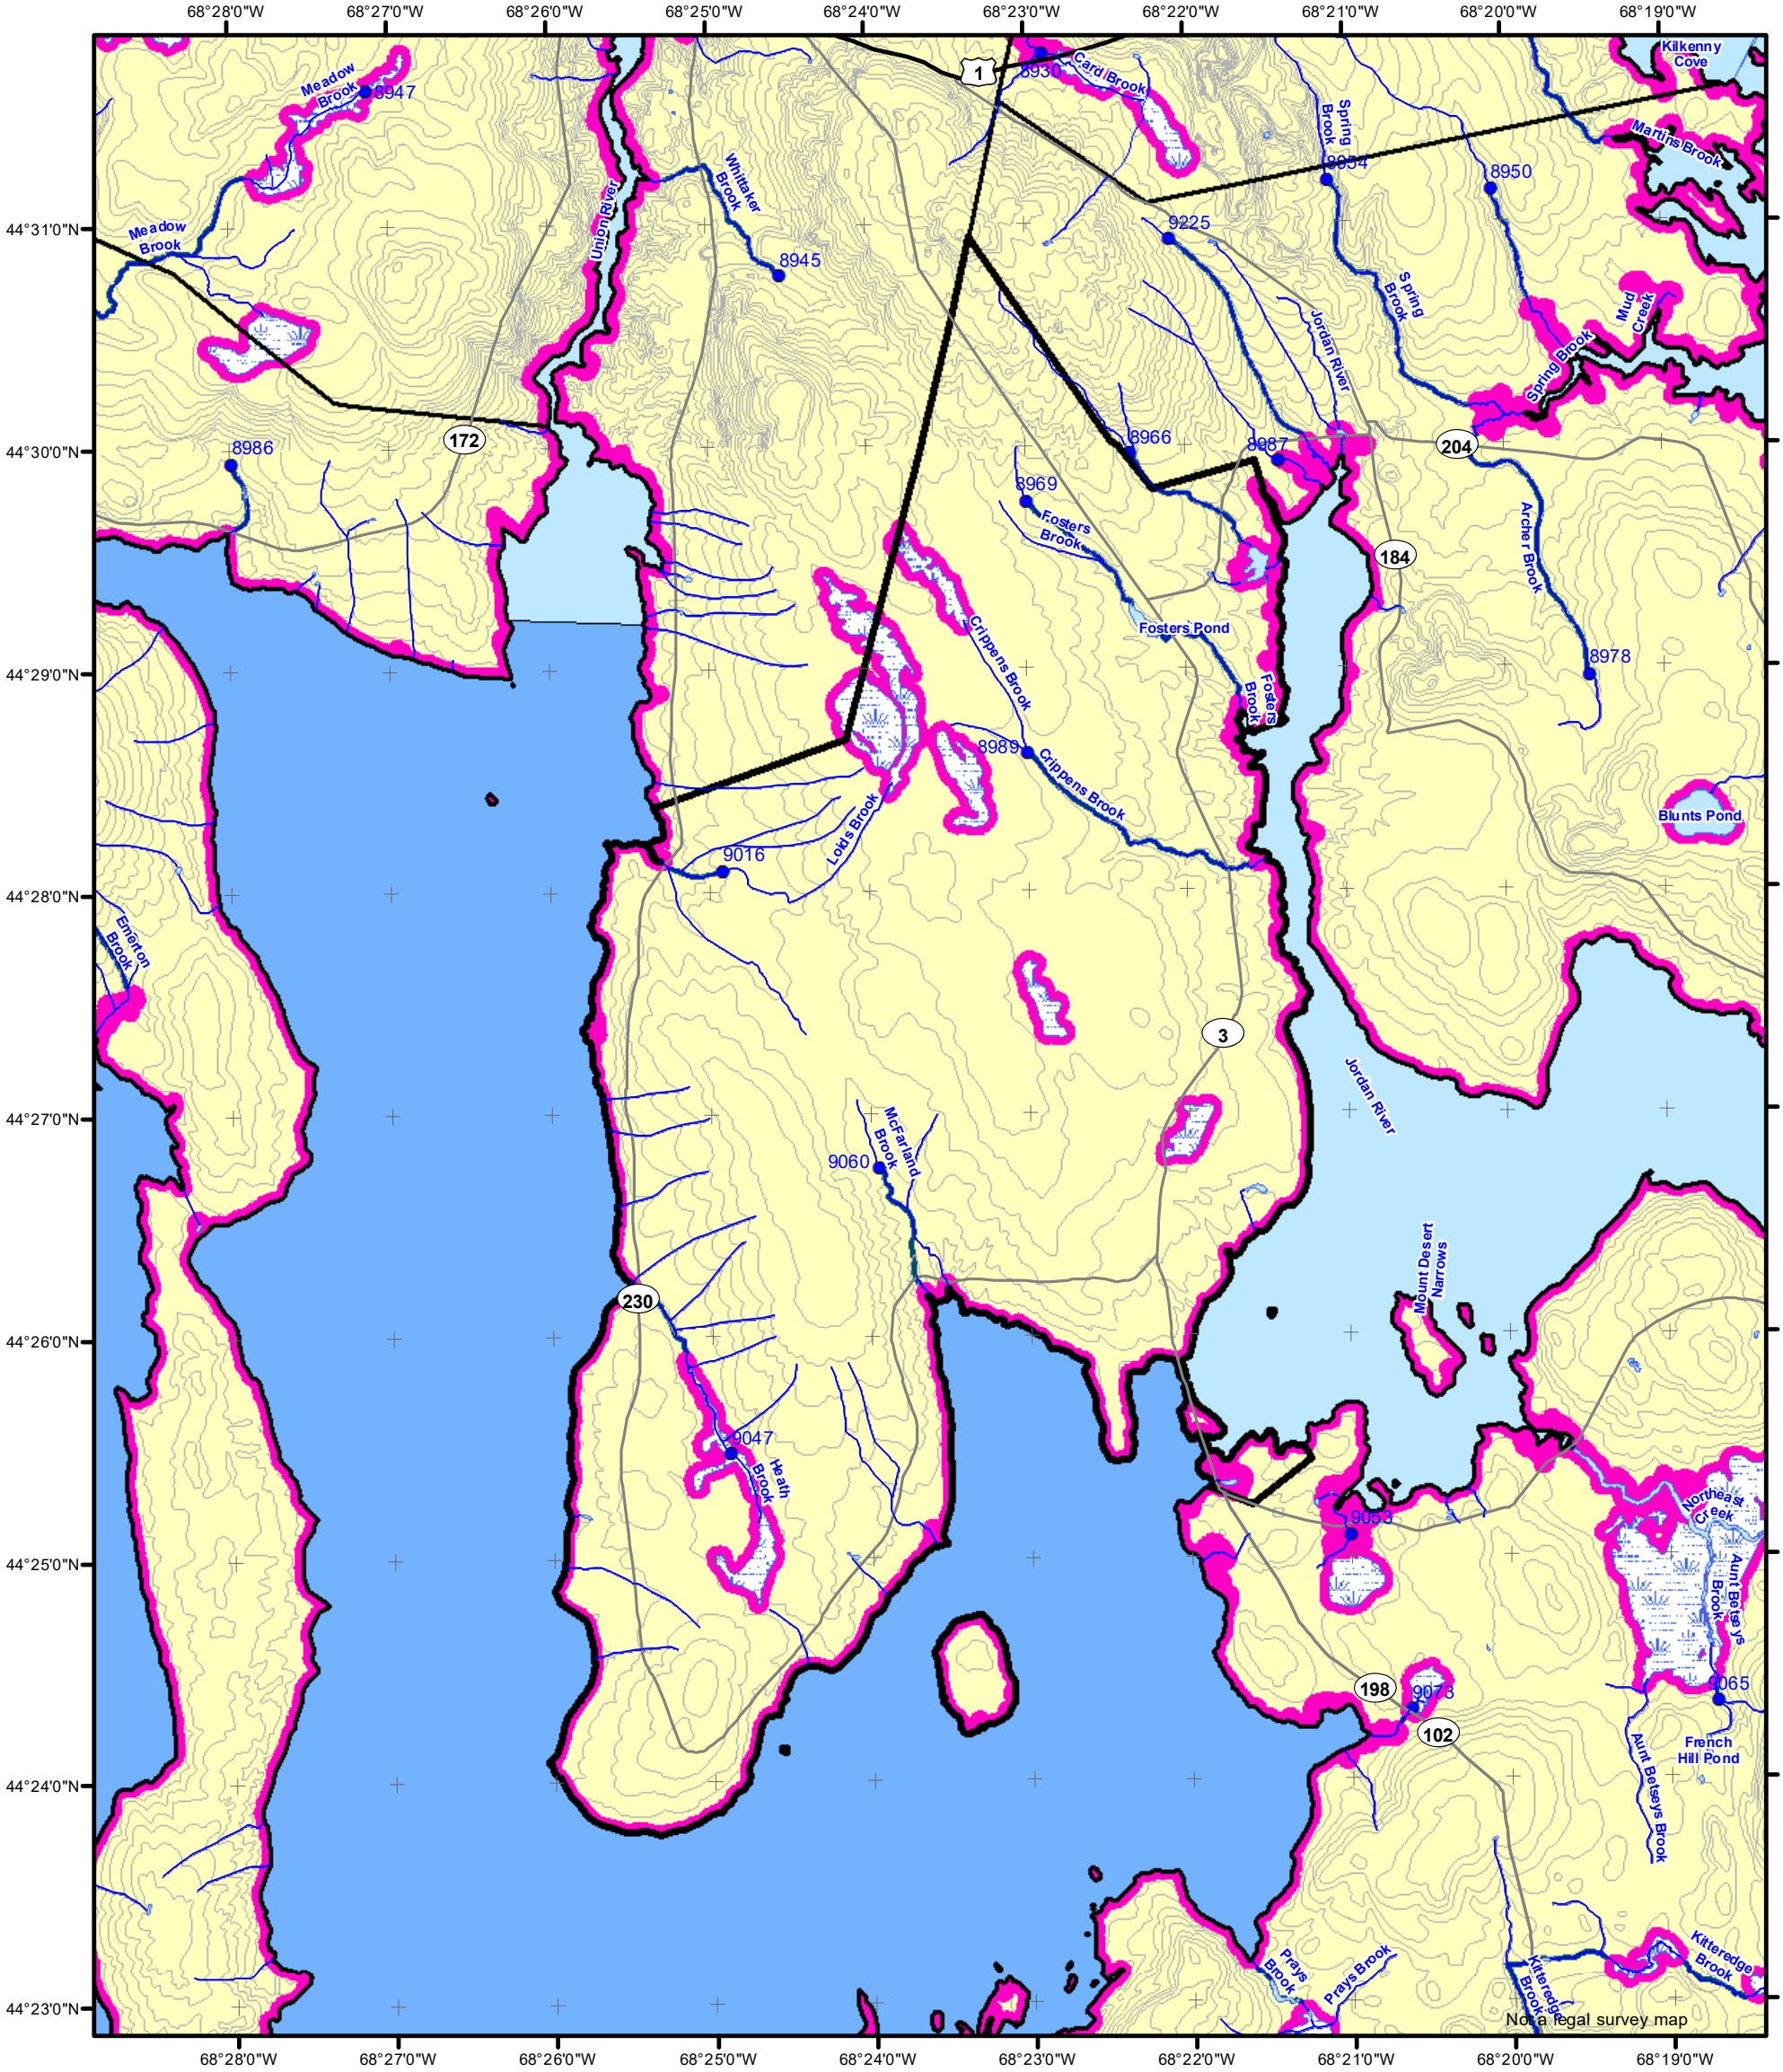 68°28'0"W 68°27'0"W 68°26'0"W 68°25'0"W 68°24'0"W 68°23'0"W 68°22'0"W 68°21'0"W 68°20'0"W 68°19'0"W
Kilkenny
Cove
1
8930
Card Brook
Meadow
Brook
8947
Spring
Brook
8954
Martins Brook
8950
Whittaker
Brook
Union River
44°31'0"N
Meadow
Brook
9225
8945
Spring
Brook
Mud
Creek
Jordan River
Spring Brook
44°30'0"N
172
8986
8966
8987
204
8969
Fosters
Brook
Archer Brook
184
Fosters Pond
8978
44°29'0"N
Crippens Brook
Fosters
Brook
8989
Crippens Brook
Blunts Pond
Loids Brook
9016
44°28'0"N
Emerton
Brook
3
Jordan River
44°27'0"N
McFarland
Brook
9060
Mount Desert
Narrows
230
44°26'0"N
9047
Heath
Brook
Northeast
Creek
9053
44°25'0"N
Aunt Betseys
Brook
198
9073
9065
102
French
Hill Pond
Aunt Betseys Brook
44°24'0"N
Prays
Brook
Prays Brook
Kitteredge
Brook
Kitteredge
Brook
44°23'0"N
Not a legal survey map
68°28'0"W 68°27'0"W 68°26'0"W 68°25'0"W 68°24'0"W 68°23'0"W 68°22'0"W 68°21'0"W 68°20'0"W 68°19'0"W